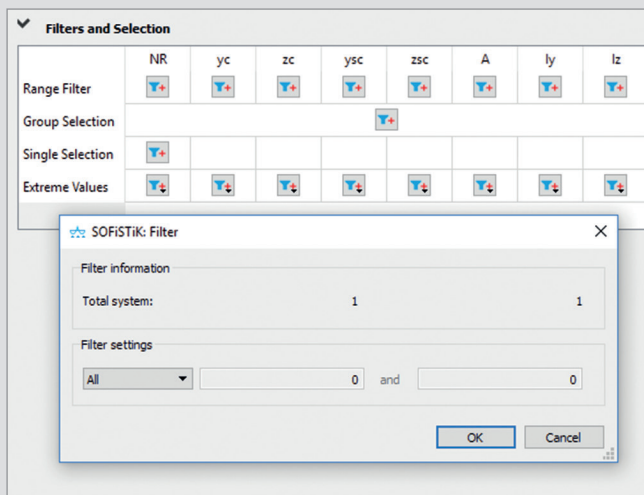 Filters and Selection
NR yc zc ysc zsc A Iy Iz
Range Filter
Group Selection
Single Selection
Extreme Values
SOFiSTiK: Filter
Filter information
Total system: 1 1
Filter settings
All 0 and 0
OK Cancel